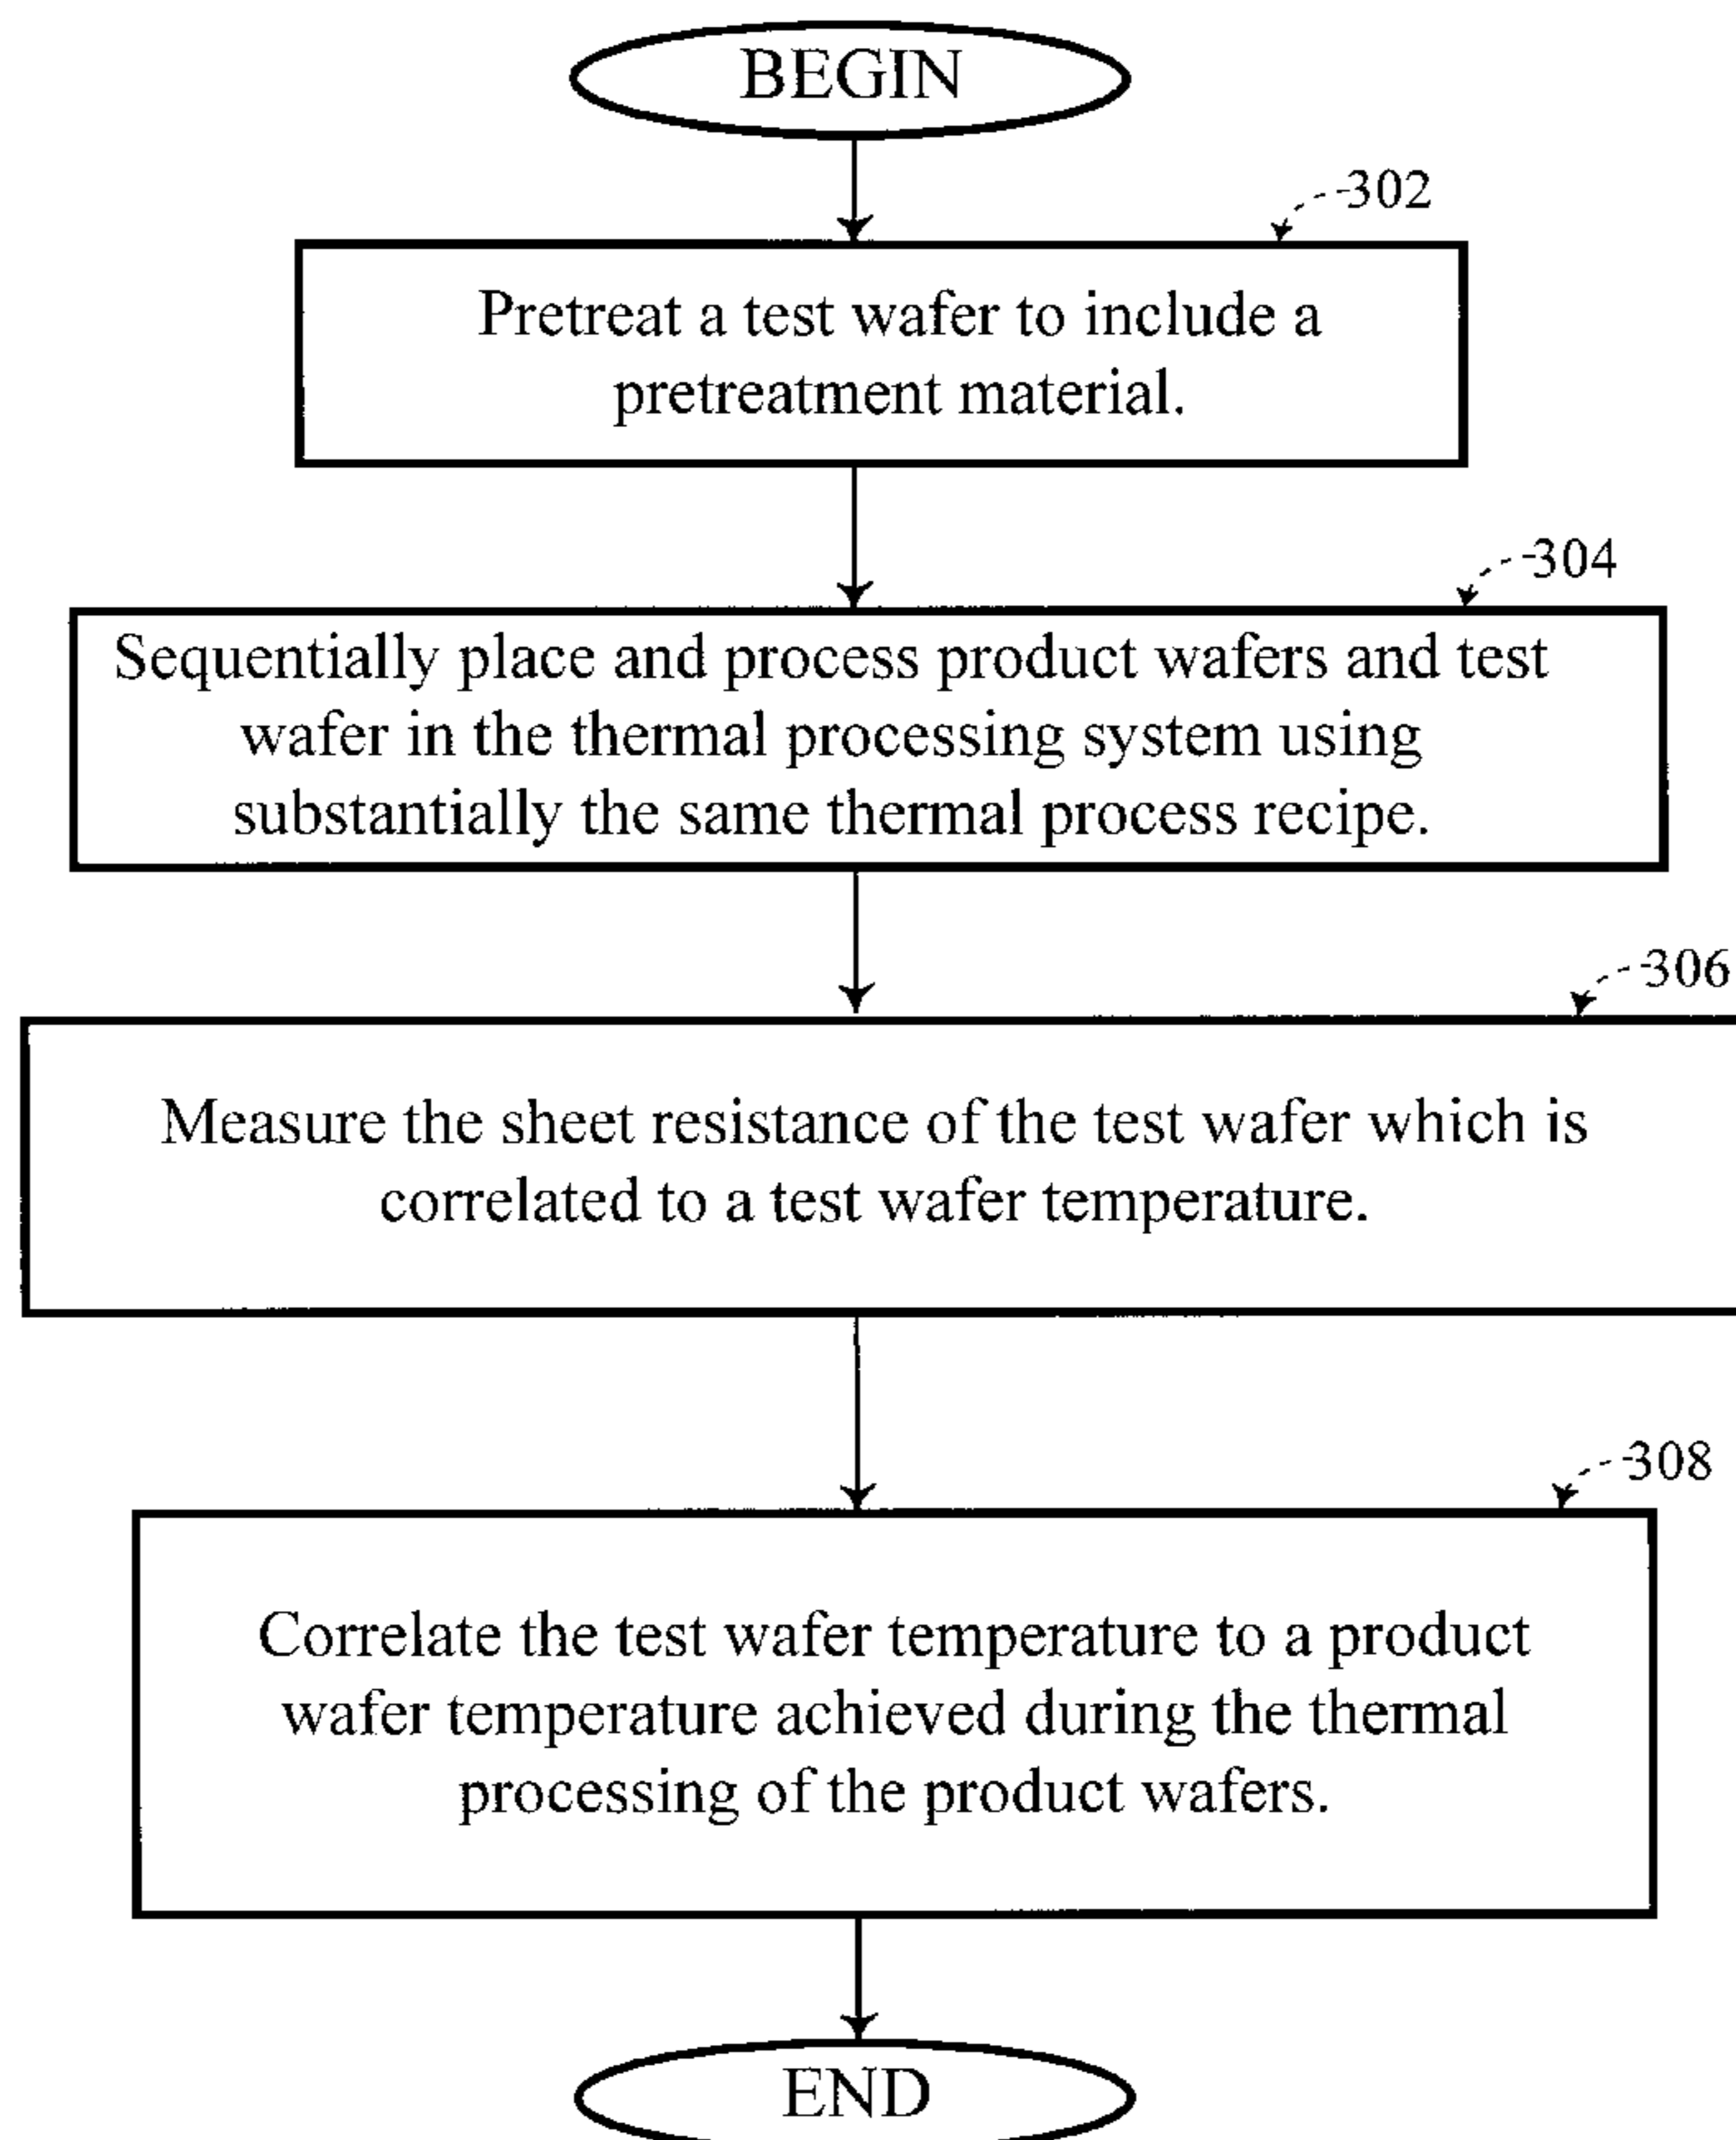 BEGIN
302
Pretreat a test wafer to include a
pretreatment material.
304
Sequentially place and process product wafers and test
wafer in the thermal processing system using
substantially the same thermal process recipe.
306
Measure the sheet resistance of the test wafer which is
correlated to a test wafer temperature.
308
Correlate the test wafer temperature to a product
wafer temperature achieved during the thermal
processing of the product wafers.
END